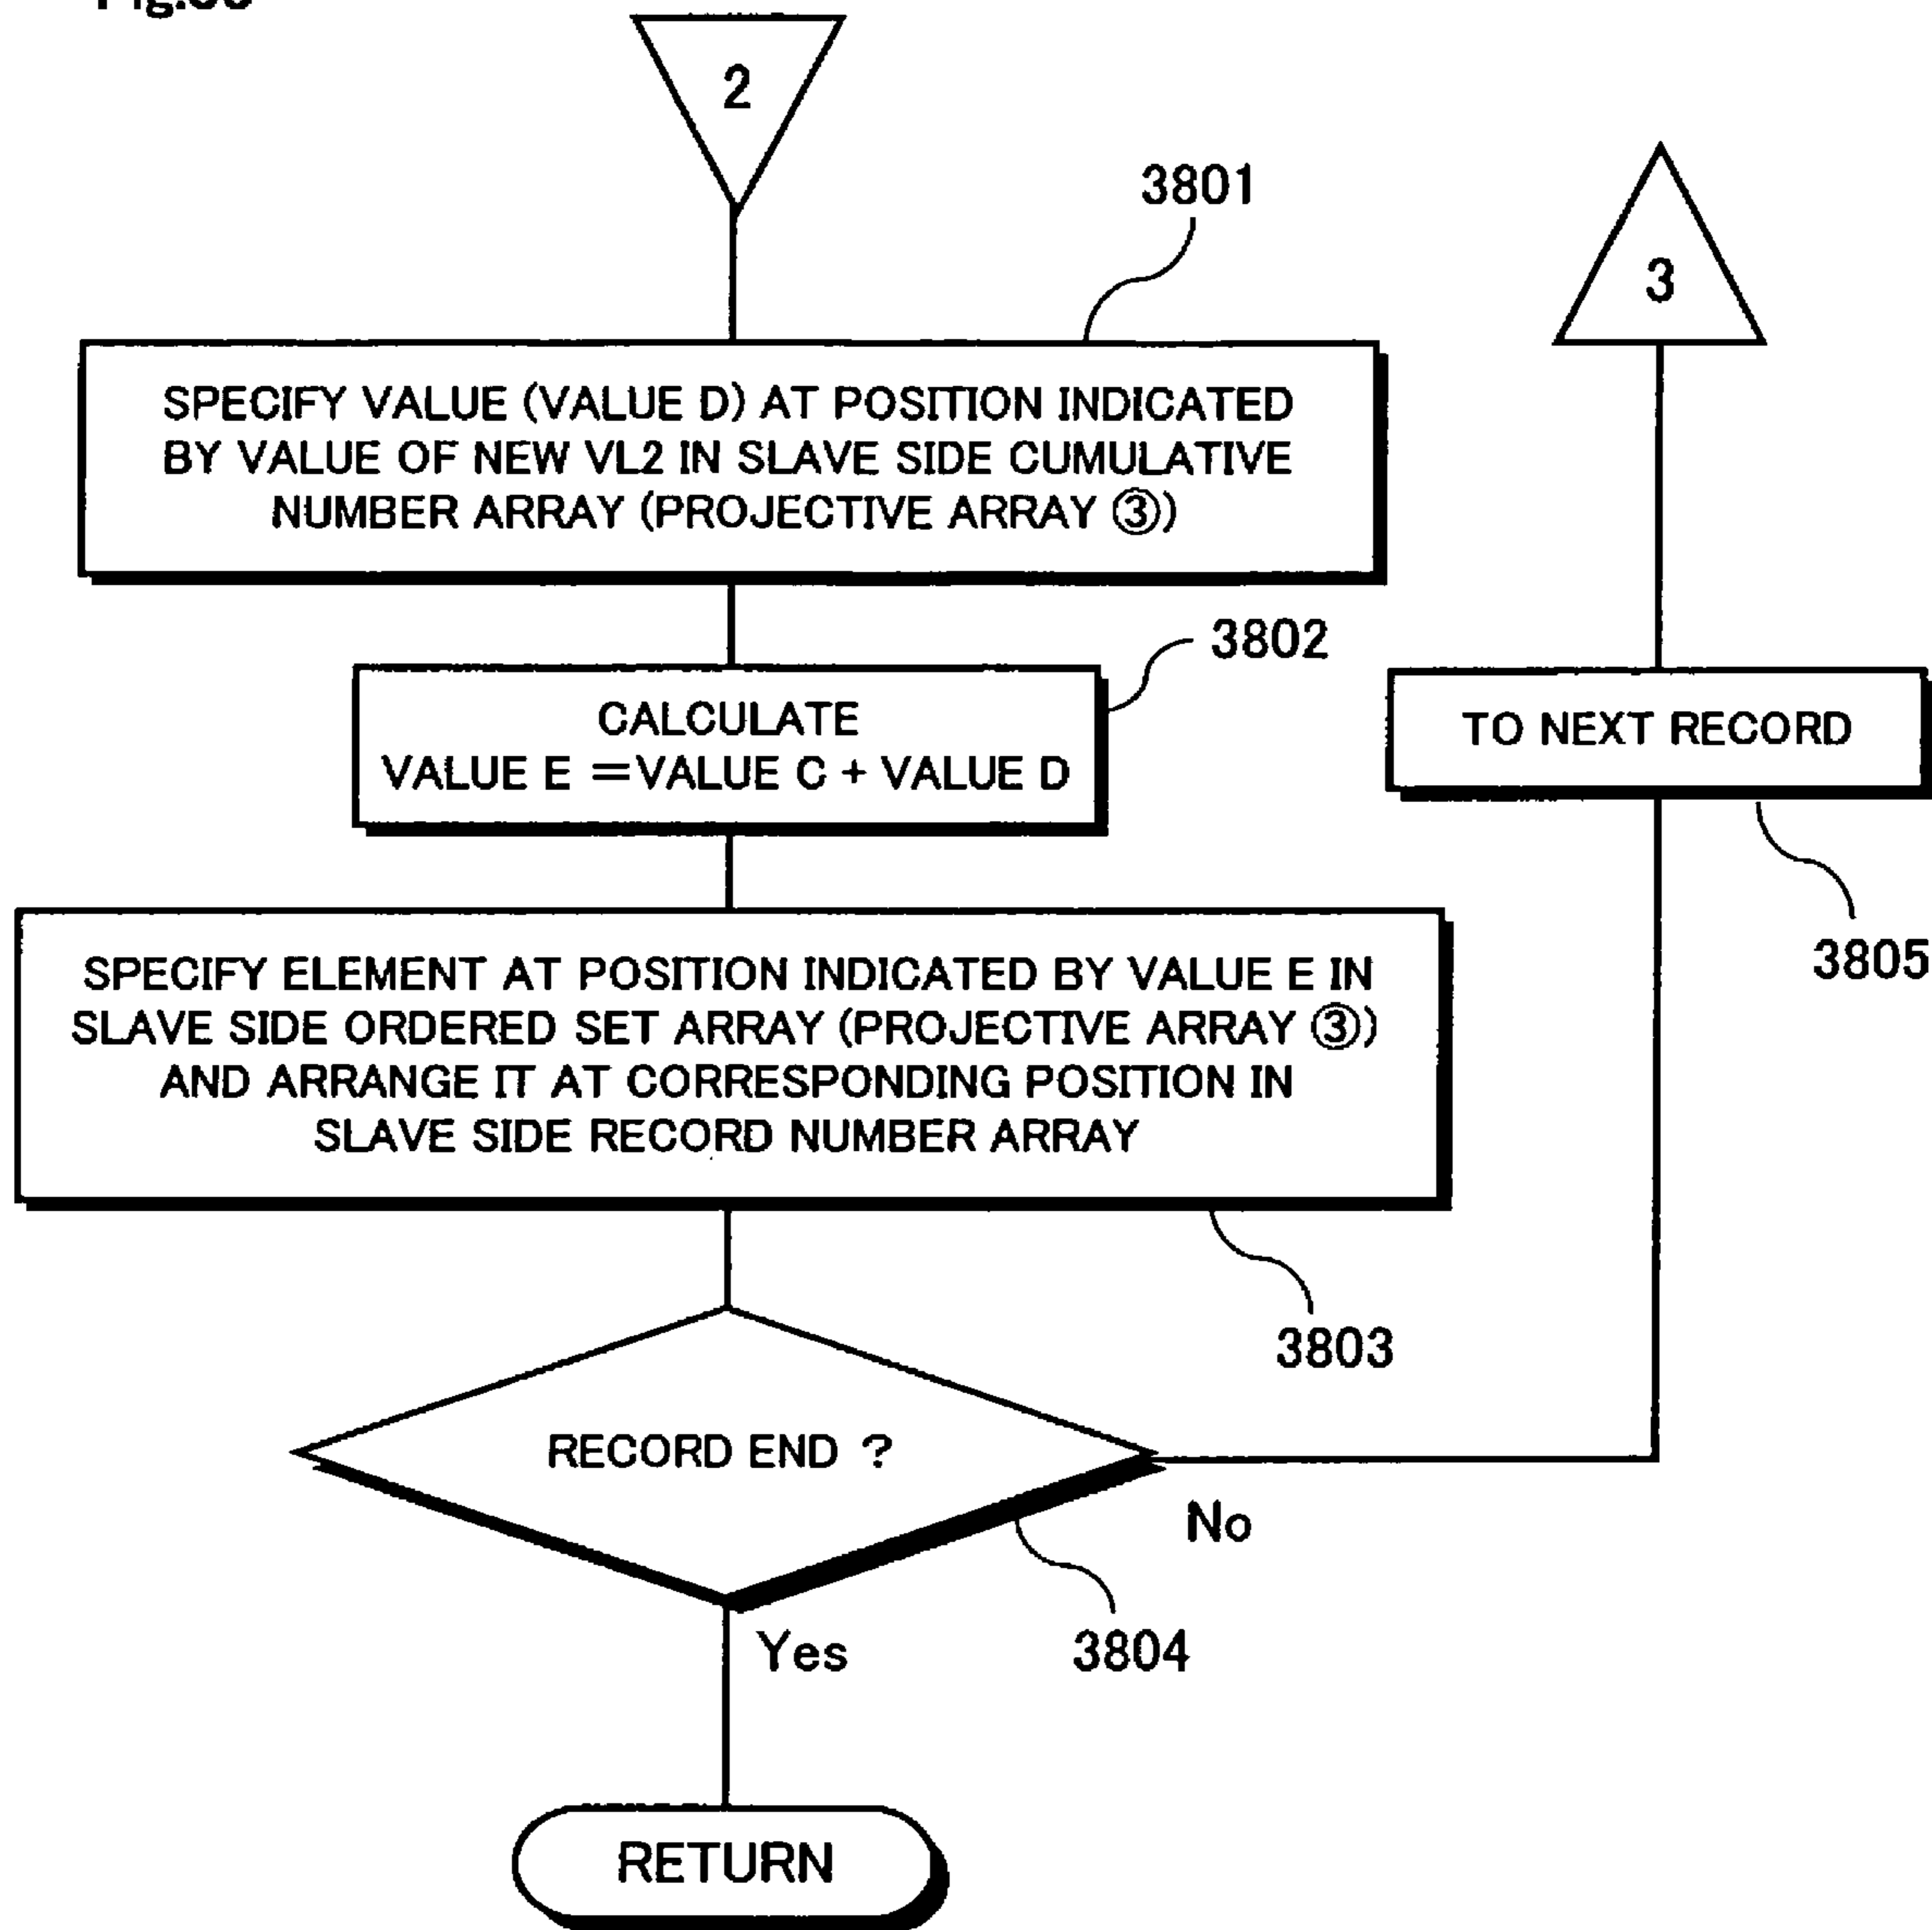 2
3801
3
SPECIFY VALUE (VALUE D) AT POSITION INDICATED
BY VALUE OF NEW VL2 IN SLAVE SIDE CUMULATIVE
NUMBER ARRAY (PROJECTIVE ARRAY ③)
3802
CALCULATE
VALUE E =VALUE C + VALUE D
TO NEXT RECORD
3805
SPECIFY ELEMENT AT POSITION INDICATED BY VALUE E IN
SLAVE SIDE ORDERED SET ARRAY (PROJECTIVE ARRAY ③)
AND ARRANGE IT AT CORRESPONDING POSITION IN
SLAVE SIDE RECORD NUMBER ARRAY
3803
RECORD END ?
No
Yes
3804
RETURN